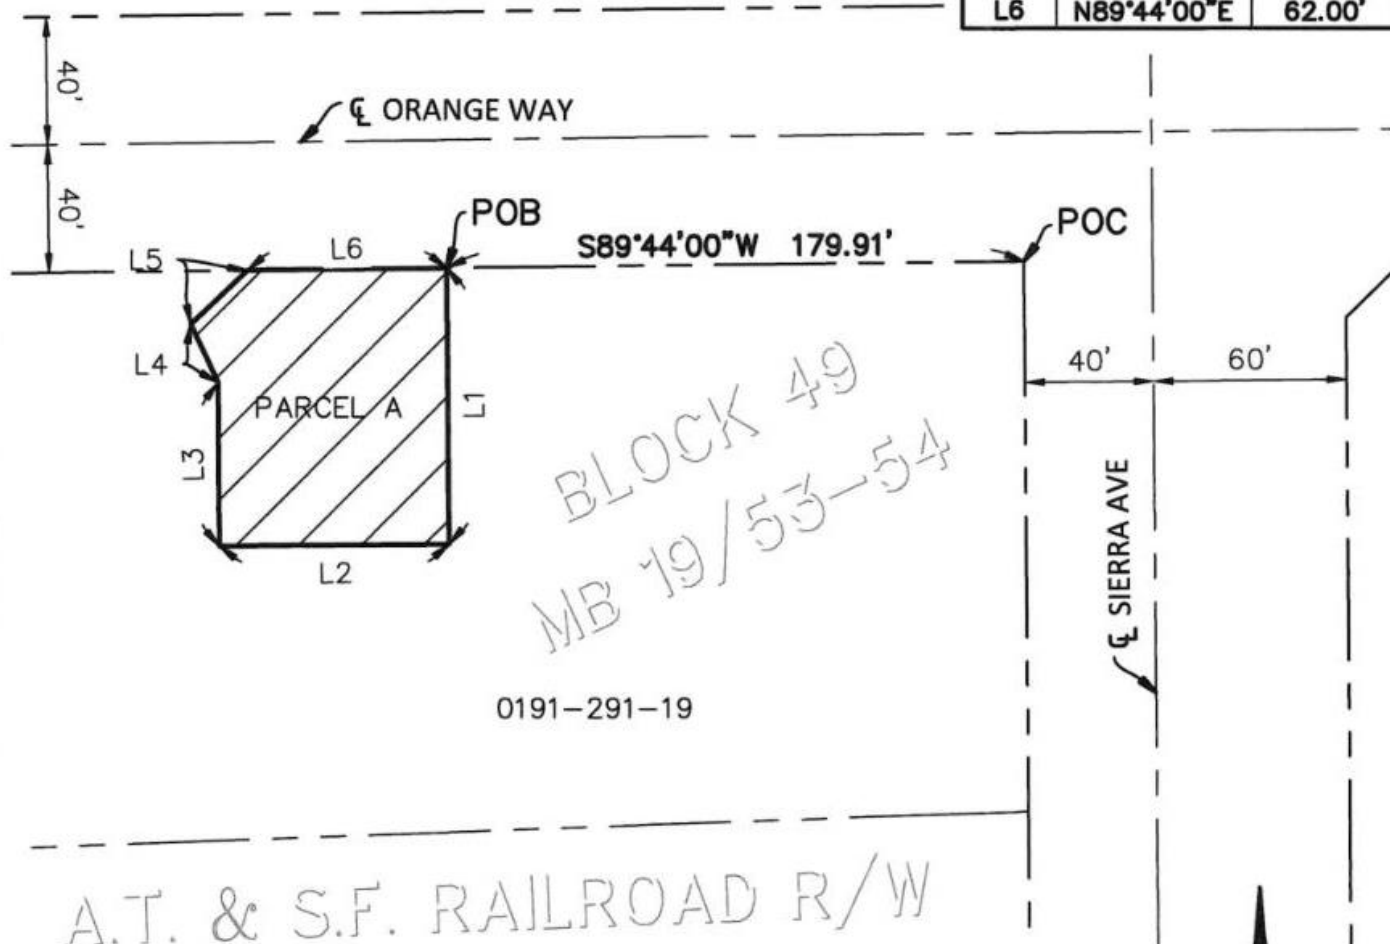 L6 N89°44'00"E 62.00'
40'
℄ ORANGE WAY
40'
POB
POC
S89°44'00"W 179.91'
L5
L6
L4
40'
60'
PARCEL A
L1
L3
BLOCK 49
MB 19/53-54
L2
℄ SIERRA AVE
0191-291-19
A.T. & S.F. RAILROAD R/W